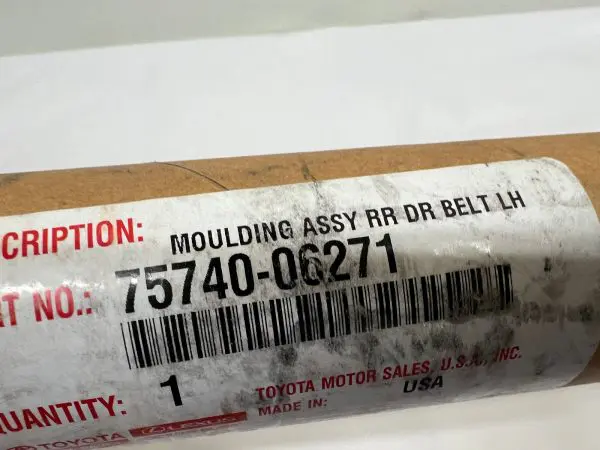 CRIPTION: MOULDING ASSY RR DR BELT LH
T NO.: 75740-06271
QUANTITY: 1
TOYOTA MOTOR SALES, U.S.A., INC.
MADE IN: USA
TOYOTA LEXUS